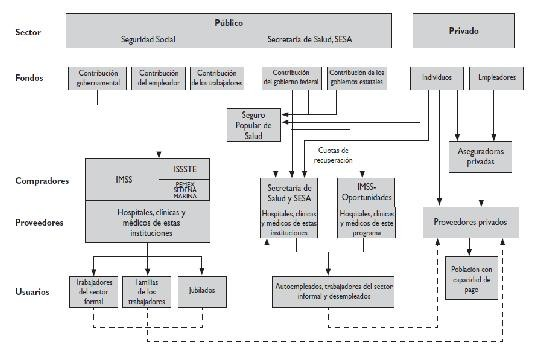 Sector
Público
Seguridad Social
Secretaría de Salud, SESA
Privado
Fondos
Contribución
gubernamental
Contribución
del empleador
Contribución
de los trabajadores
Contribución
del gobierno federal
Contribución de los
gobiernos estatales
Individuos
Empleadores
Seguro
Popular de
Salud
Cuotas de
recuperación
Aseguradoras
privadas
Compradores
IMSS
ISSSTE
PEMEX
SEDENA
MARINA
Secretaría de
Salud y SESA
IMSS-
Oportunidades
Proveedores
Hospitales, clínicas y
médicos de estas
instituciones
Hospitales, clínicas
y médicos de estas
instituciones
Hospitales, clínicas
y médicos de este
programa
Proveedores privados
Usuarios
Trabajadores
del sector
formal
Familias
de los
trabajadores
Jubilados
Autoempleados, trabajadores del sector
informal y desempleados
Población con
capacidad de
pago